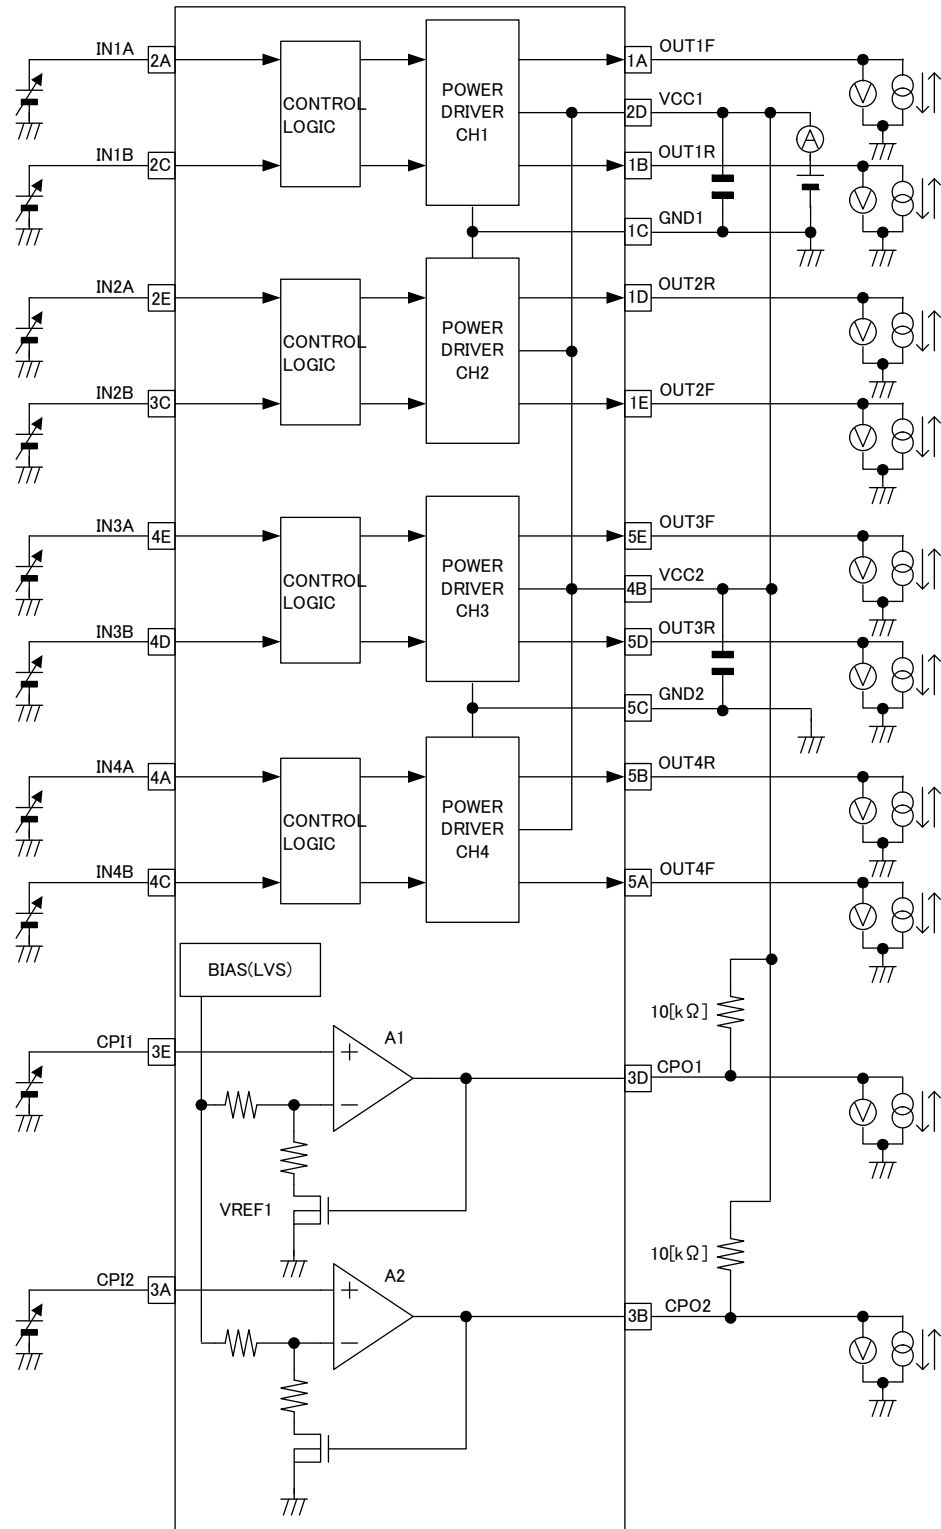 IN1A
2A
CONTROL
LOGIC
POWER
DRIVER
CH1
1A
OUT1F
V
2D
VCC1
A
IN1B
2C
1B
OUT1R
V
1C
GND1
IN2A
2E
CONTROL
LOGIC
POWER
DRIVER
CH2
1D
OUT2R
V
IN2B
3C
1E
OUT2F
V
IN3A
4E
CONTROL
LOGIC
POWER
DRIVER
CH3
5E
OUT3F
V
4B
VCC2
IN3B
4D
5D
OUT3R
V
5C
GND2
IN4A
4A
CONTROL
LOGIC
POWER
DRIVER
CH4
5B
OUT4R
V
IN4B
4C
5A
OUT4F
V
BIAS(LVS)
10[kΩ]
CPI1
3E
A1
+
−
3D
CPO1
V
VREF1
10[kΩ]
CPI2
3A
A2
+
−
3B
CPO2
V